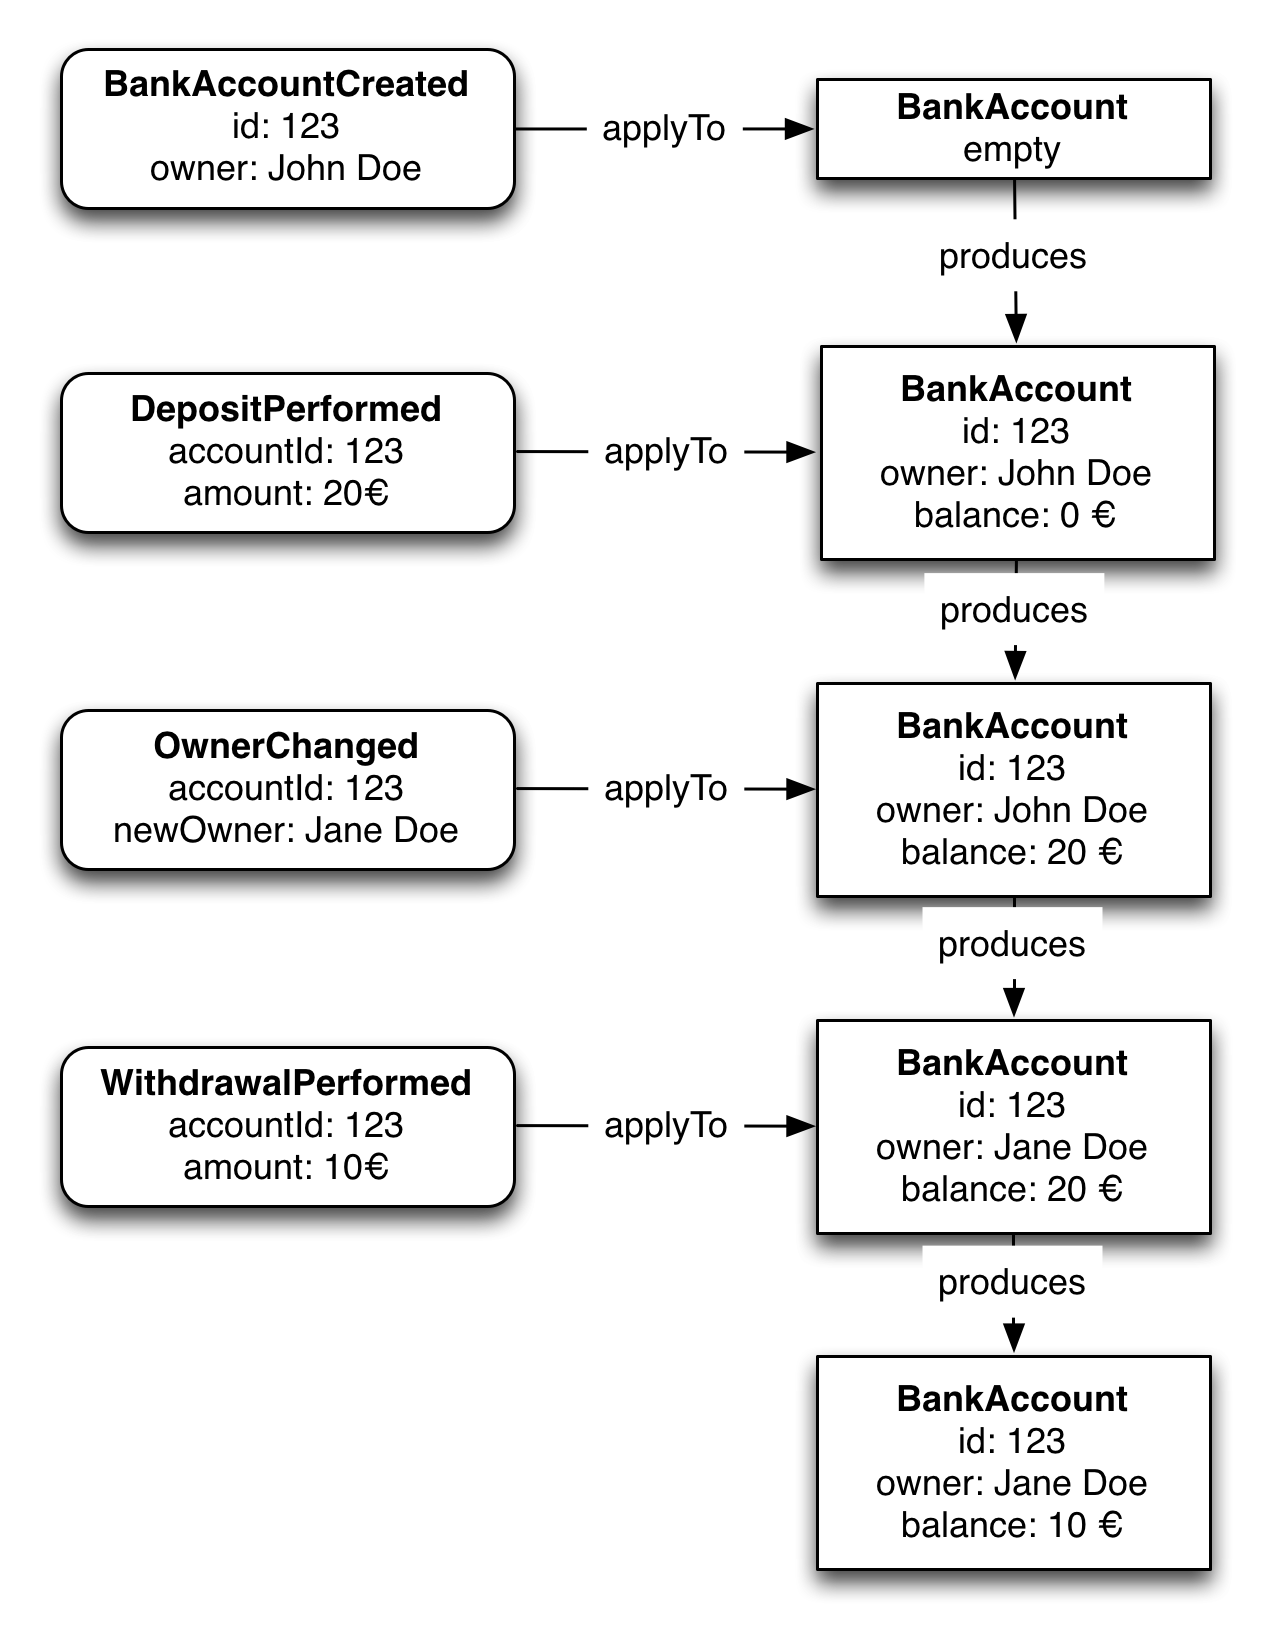 BankAccountCreated
id: 123
owner: John Doe
applyTo
BankAccount
empty
produces
DepositPerformed
accountId: 123
amount: 20€
applyTo
BankAccount
id: 123
owner: John Doe
balance: 0 €
produces
OwnerChanged
accountId: 123
newOwner: Jane Doe
applyTo
BankAccount
id: 123
owner: John Doe
balance: 20 €
produces
WithdrawalPerformed
accountId: 123
amount: 10€
applyTo
BankAccount
id: 123
owner: Jane Doe
balance: 20 €
produces
BankAccount
id: 123
owner: Jane Doe
balance: 10 €